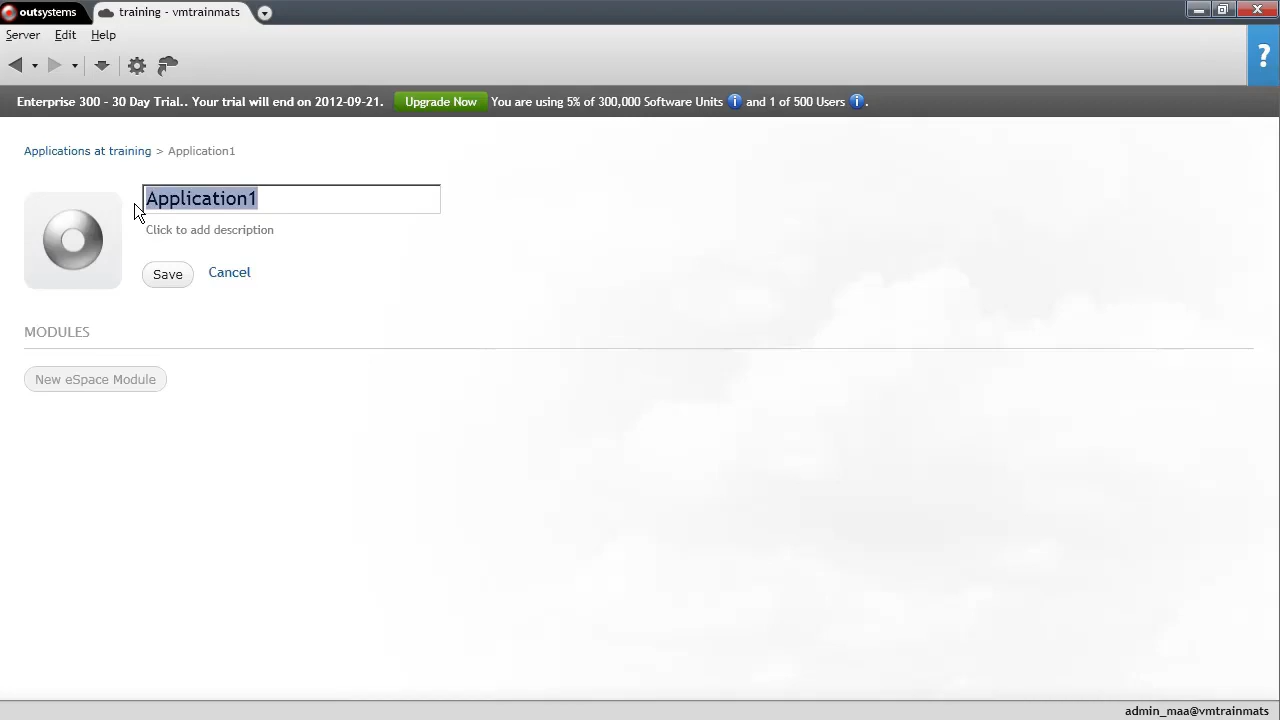 outsystems
training - vmtrainmats
Server Edit Help
?
Enterprise 300 - 30 Day Trial.. Your trial will end on 2012-09-21. Upgrade Now You are using 5% of 300,000 Software Units i and 1 of 500 Users i .
Applications at training > Application1
Application1
Click to add description
Save Cancel
MODULES
New eSpace Module
admin_maa@vmtrainmats